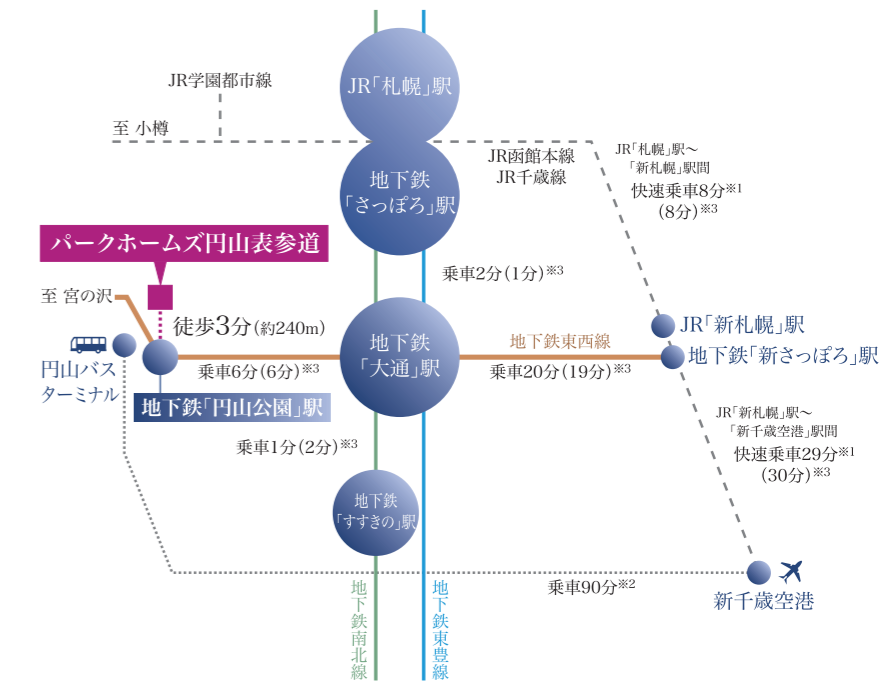 JR「札幌」駅
JR学園都市線
至 小樽
JR函館本線
JR千歳線
JR「札幌」駅〜
「新札幌」駅間
快速乗車8分※1
(8分)※3
地下鉄
「さっぽろ」駅
パークホームズ円山表参道
乗車2分(1分)※3
至 宮の沢
徒歩3分(約240m)
地下鉄
「大通」駅
地下鉄東西線
JR「新札幌」駅
地下鉄「新さっぽろ」駅
円山バス
ターミナル
乗車6分(6分)※3
乗車20分(19分)※3
地下鉄「円山公園」駅
JR「新札幌」駅〜
「新千歳空港」駅間
快速乗車29分※1
(30分)※3
乗車1分(2分)※3
地下鉄
「すすきの」駅
乗車90分※2
新千歳空港
地下鉄南北線
地下鉄東豊線